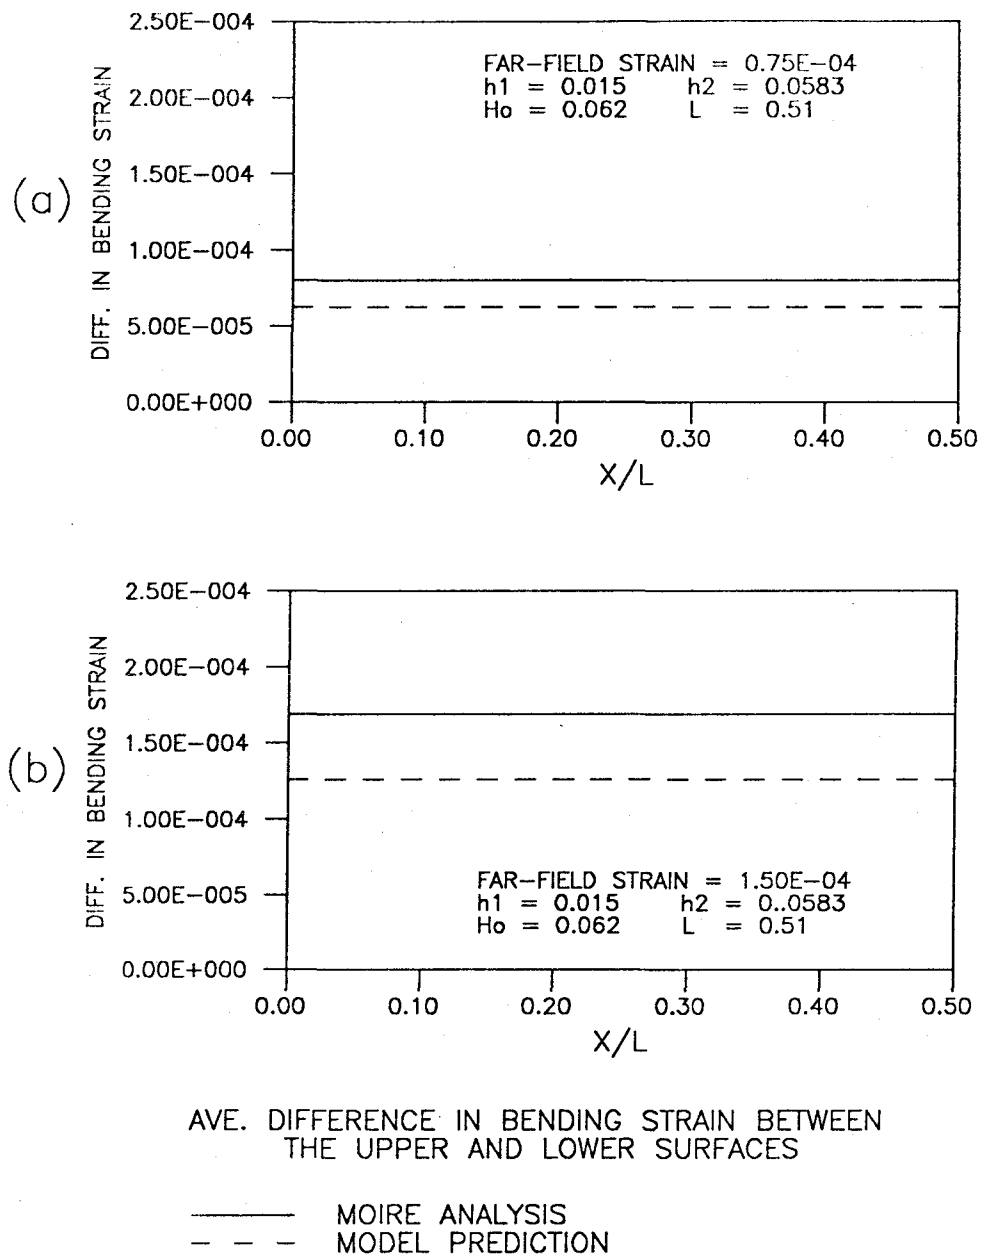 (a)
DIFF. IN BENDING STRAIN
2.50E-004
2.00E-004
1.50E-004
1.00E-004
5.00E-005
0.00E+000
FAR-FIELD STRAIN = 0.75E-04
h1 = 0.015 h2 = 0.0583
Ho = 0.062 L = 0.51
0.00 0.10 0.20 0.30 0.40 0.50
X/L
(b)
DIFF. IN BENDING STRAIN
2.50E-004
2.00E-004
1.50E-004
1.00E-004
5.00E-005
0.00E+000
FAR-FIELD STRAIN = 1.50E-04
h1 = 0.015 h2 = 0..0583
Ho = 0.062 L = 0.51
0.00 0.10 0.20 0.30 0.40 0.50
X/L
AVE. DIFFERENCE IN BENDING STRAIN BETWEEN
THE UPPER AND LOWER SURFACES
MOIRE ANALYSIS
MODEL PREDICTION